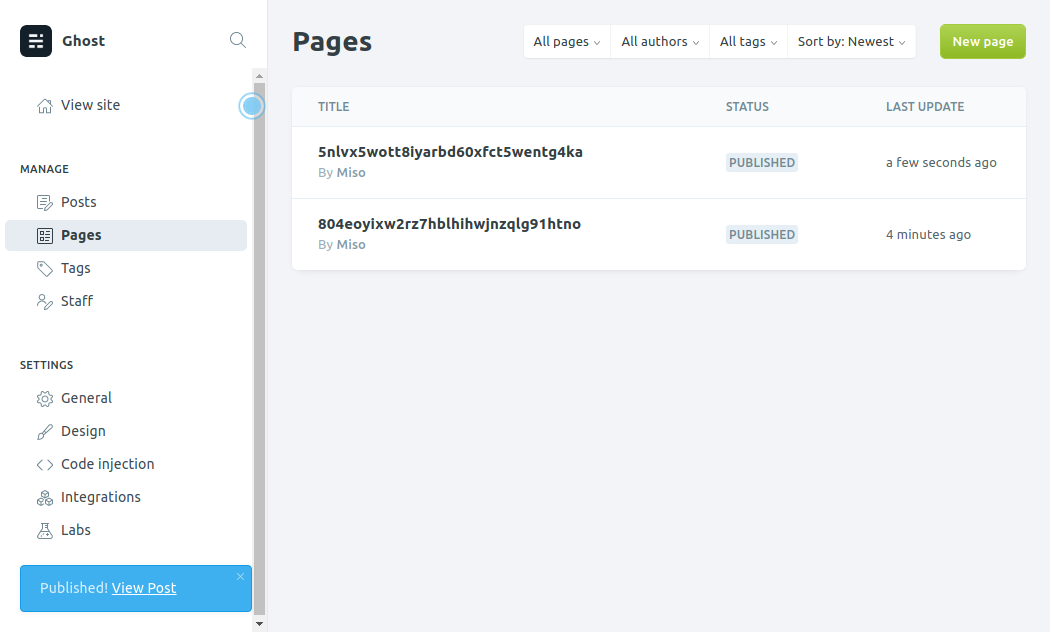 Ghost
View site
MANAGE
Posts
Pages
Tags
Staff
SETTINGS
General
Design
Code injection
Integrations
Labs
Published! View Post
Pages
All pages
All authors
All tags
Sort by: Newest
New page
TITLE STATUS LAST UPDATE
5nlvx5wott8iyarbd60xfct5wentg4ka
By Miso
PUBLISHED
a few seconds ago
804eoyixw2rz7hblhihwjnzqlg91htno
By Miso
PUBLISHED
4 minutes ago